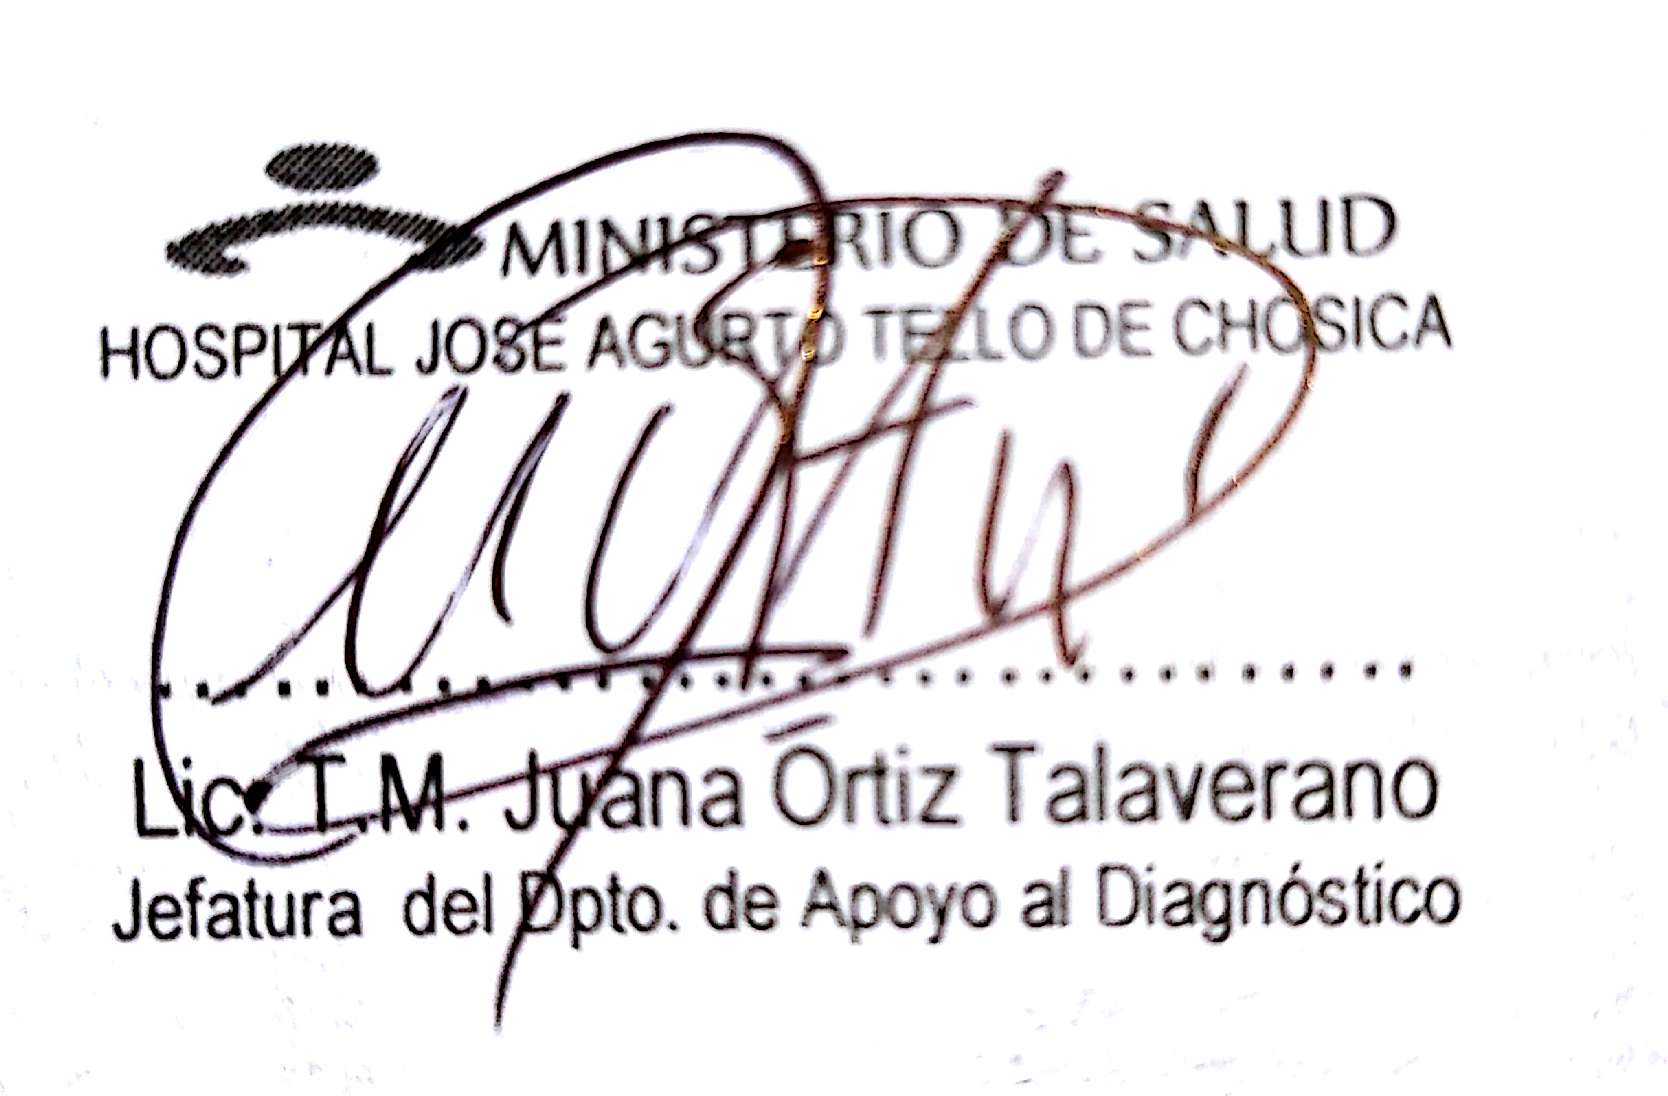 MINISTERIO DE SALUD
HOSPITAL JOSE AGURTO TELLO DE CHOSICA
Lic. T.M. Juana Ortiz Talaverano
Jefatura del Dpto. de Apoyo al Diagnóstico